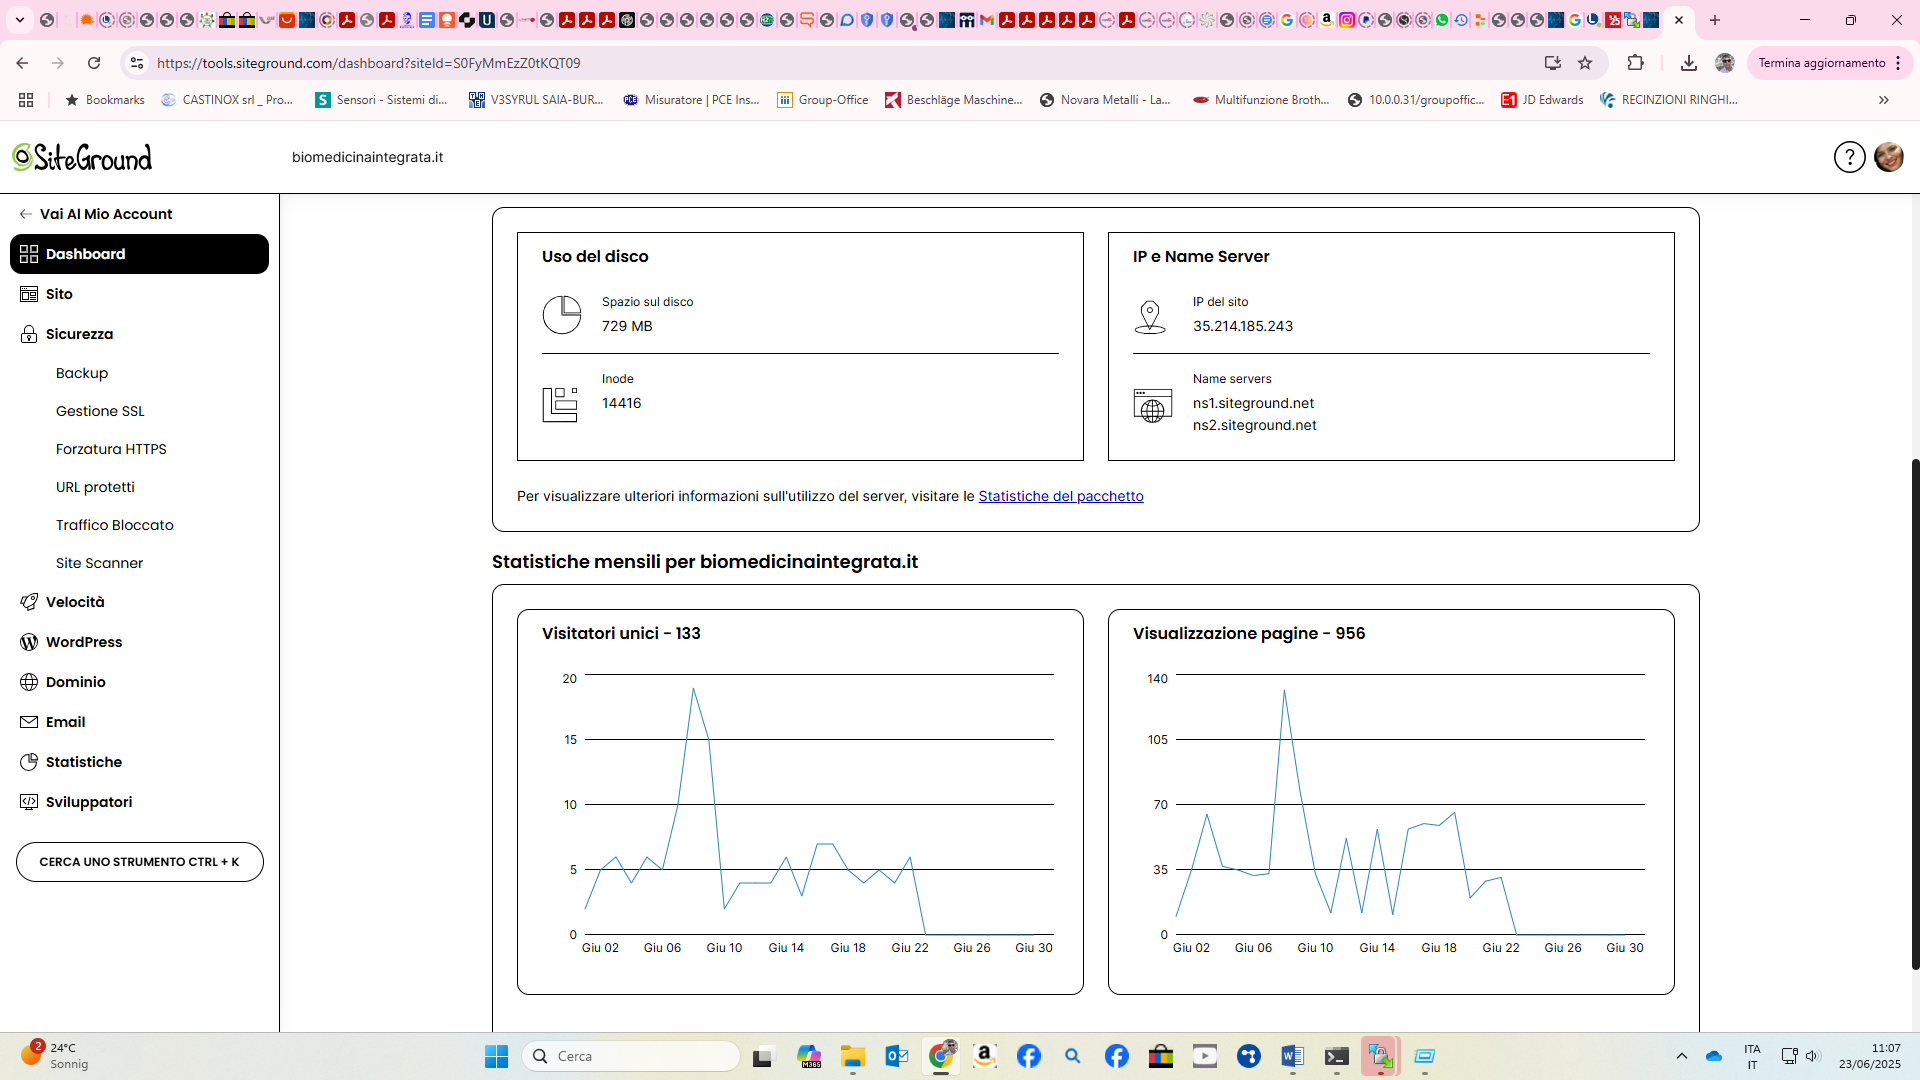 https://tools.siteground.com/dashboard?siteId=S0FyMmEzZ0tKQT09
Termina aggiornamento
Bookmarks
CASTINOX srl _ Pro...
Sensori - Sistemi di...
V3SYRUL SAIA-BUR...
Misuratore | PCE Ins...
Group-Office
Beschläge Maschine...
Novara Metalli - La...
Multifunzione Broth...
10.0.0.31/groupoffic...
JD Edwards
RECINZIONI RINGHI...
SiteGround
biomedicinaintegrata.it
?
Vai Al Mio Account
Dashboard
Sito
Sicurezza
Backup
Gestione SSL
Forzatura HTTPS
URL protetti
Traffico Bloccato
Site Scanner
Velocità
WordPress
Dominio
Email
Statistiche
Sviluppatori
CERCA UNO STRUMENTO CTRL + K
Uso del disco
Spazio sul disco
729 MB
Inode
14416
IP e Name Server
IP del sito
35.214.185.243
Name servers
ns1.siteground.net
ns2.siteground.net
Per visualizzare ulteriori informazioni sull'utilizzo del server, visitare le Statistiche del pacchetto
Statistiche mensili per biomedicinaintegrata.it
Visitatori unici - 133
20
15
10
5
0
Giu 02 Giu 06 Giu 10 Giu 14 Giu 18 Giu 22 Giu 26 Giu 30
Visualizzazione pagine - 956
140
105
70
35
0
Giu 02 Giu 06 Giu 10 Giu 14 Giu 18 Giu 22 Giu 26 Giu 30
2
24°C
Sonnig
Cerca
ITA
IT
11:07
23/06/2025